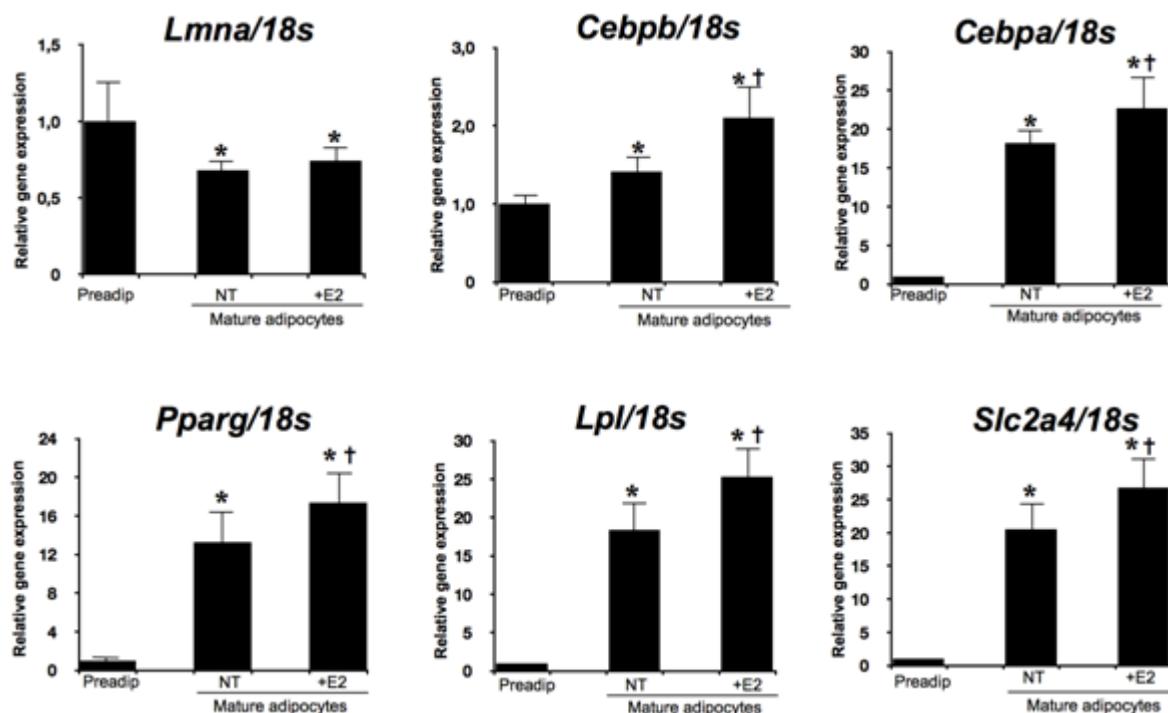 Lmna/18s
Relative gene expression
1,5
1,0
0,5
0
*
*
Preadip NT +E2
Mature adipocytes
Cebpb/18s
Relative gene expression
3,0
2,0
1,0
0
*
*†
Preadip NT +E2
Mature adipocytes
Cebpa/18s
Relative gene expression
30
25
20
15
10
5
0
*
*†
Preadip NT +E2
Mature adipocytes
Pparg/18s
Relative gene expression
24
20
16
12
8
4
0
*
* †
Preadip NT +E2
Mature adipocytes
Lpl/18s
Relative gene expression
30
25
20
15
10
5
0
*
* †
Preadip NT +E2
Mature adipocytes
Slc2a4/18s
Relative gene expression
35
30
25
20
15
10
5
0
*
*†
Preadip NT +E2
Mature adipocytes